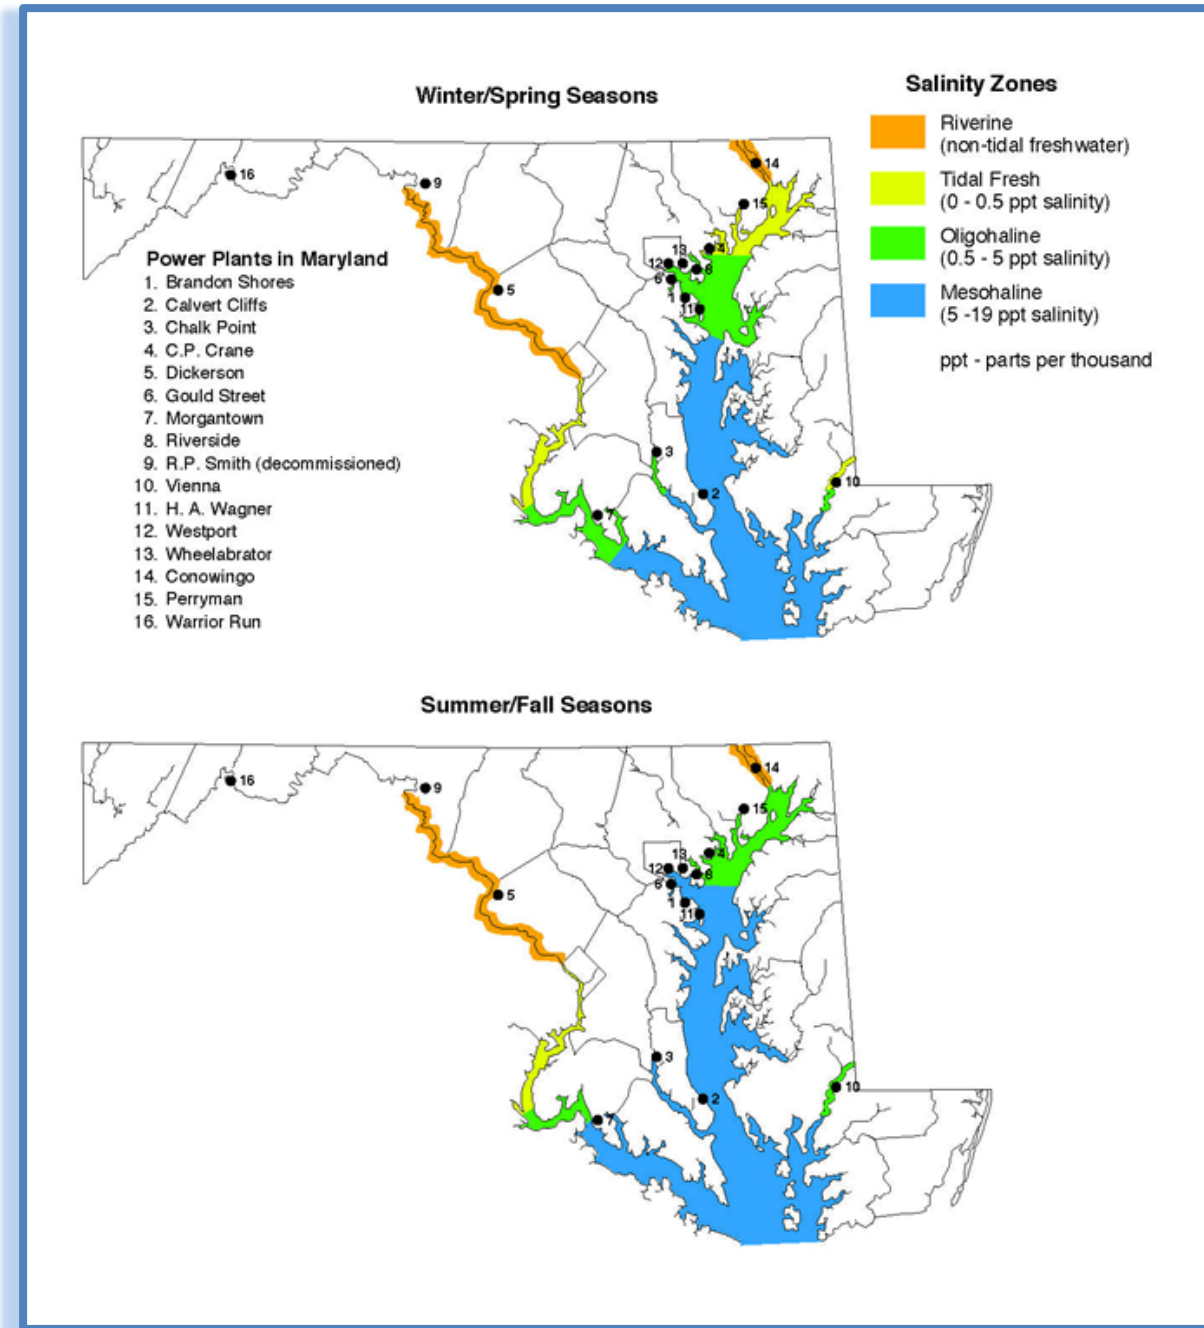 Winter/Spring Seasons
Salinity Zones
Riverine
(non-tidal freshwater)
Tidal Fresh
(0 - 0.5 ppt salinity)
Oligohaline
(0.5 - 5 ppt salinity)
Mesohaline
(5 -19 ppt salinity)
ppt - parts per thousand
Power Plants in Maryland
1. Brandon Shores
2. Calvert Cliffs
3. Chalk Point
4. C.P. Crane
5. Dickerson
6. Gould Street
7. Morgantown
8. Riverside
9. R.P. Smith (decommissioned)
10. Vienna
11. H. A. Wagner
12. Westport
13. Wheelabrator
14. Conowingo
15. Perryman
16. Warrior Run
14
16
9
15
4
13
12
8
6
5
1
11
3
10
2
7
Summer/Fall Seasons
14
16
9
15
4
13
12
8
6
5
1
11
3
10
2
7